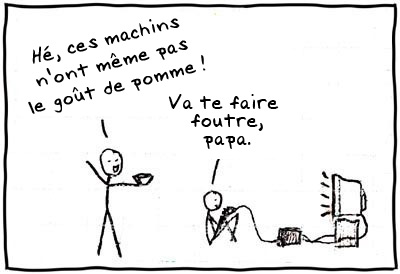 Hé, ces machins
n'ont même pas
le goût de pomme !
Va te faire
foutre,
papa.